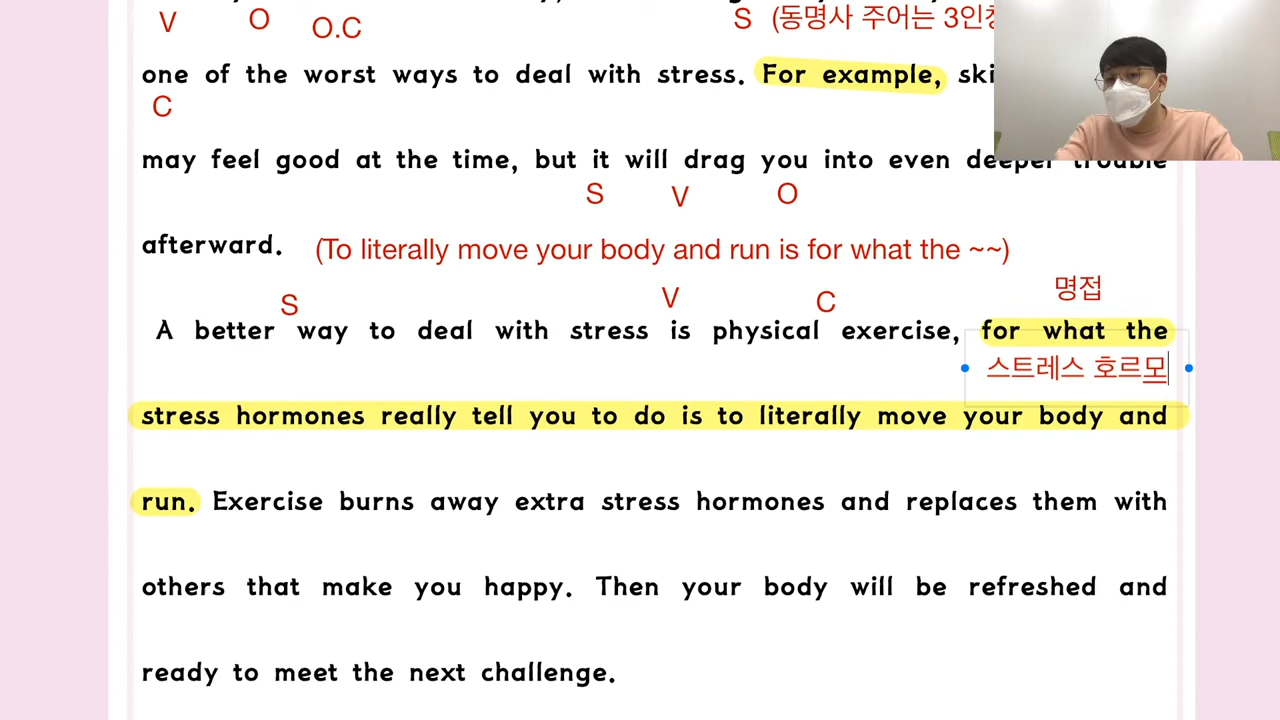 V O O.C S (동명사 주어는 3인칭
one of the worst ways to deal with stress. For example,
C
may feel good at the time, but it will drag you into even deeper trouble
S V O
afterward. (To literally move your body and run is for what the ~~)
명접
S V C
A better way to deal with stress is physical exercise, for what the
스트레스 호르모
stress hormones really tell you to do is to literally move your body and
run. Exercise burns away extra stress hormones and replaces them with
others that make you happy. Then your body will be refreshed and
ready to meet the next challenge.